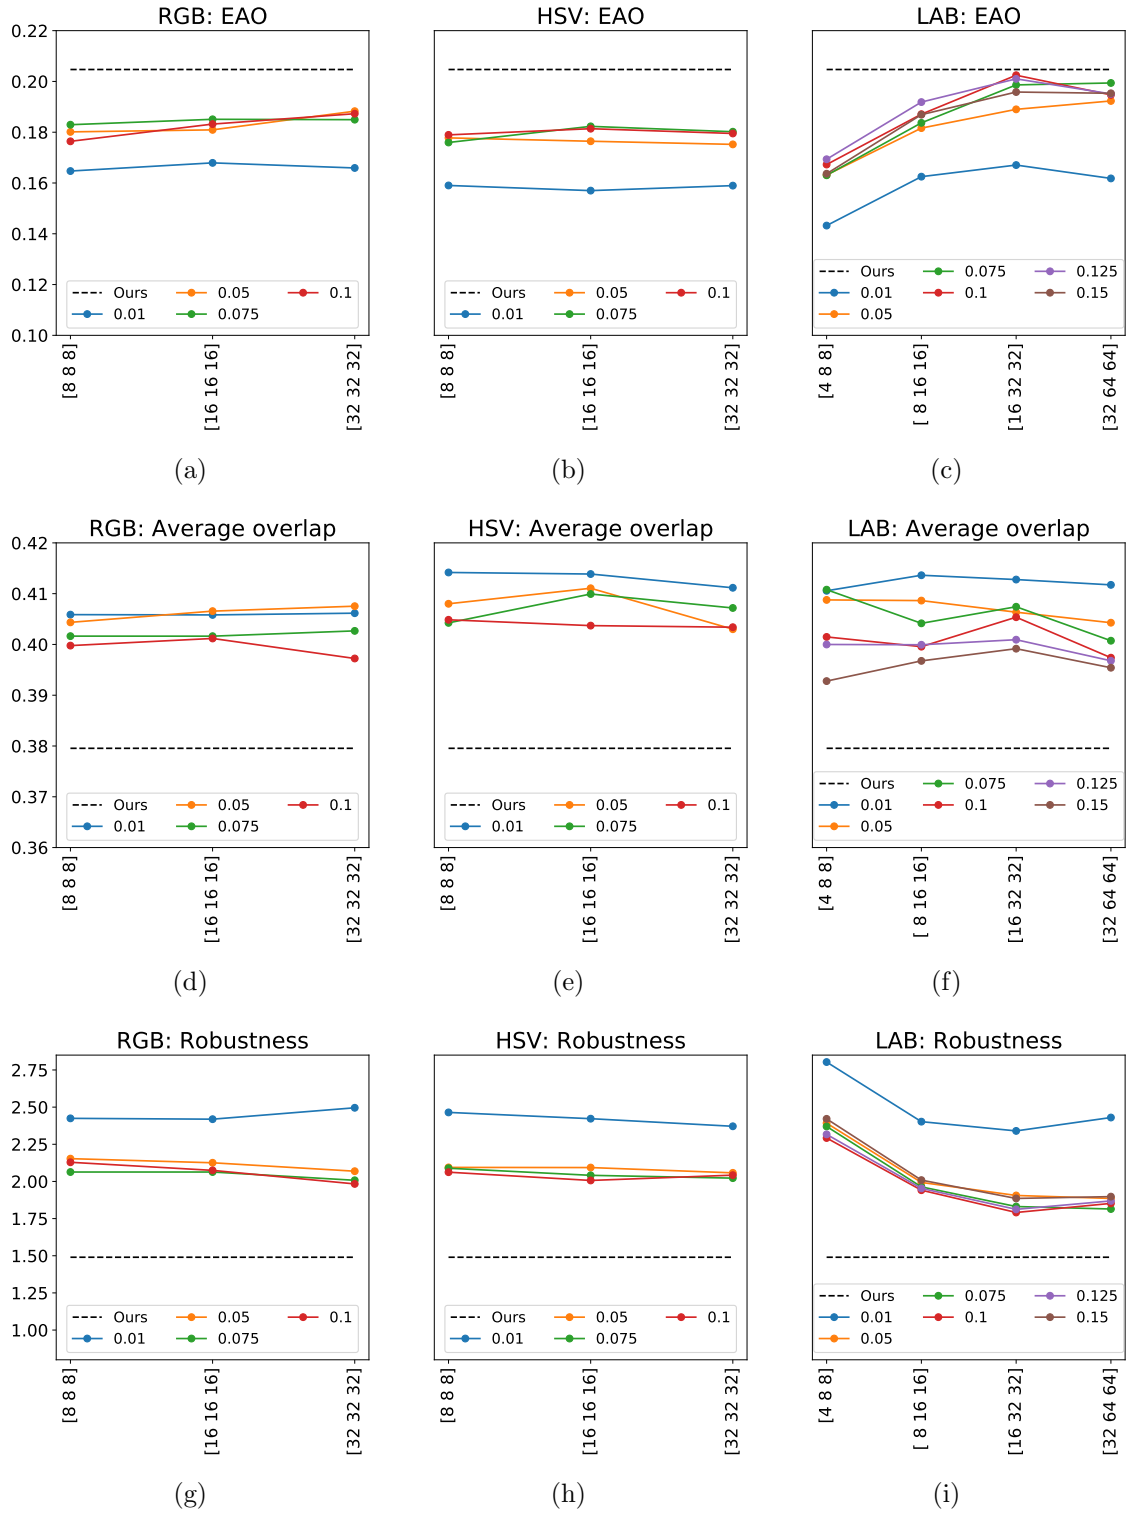 RGB: EAO
HSV: EAO
LAB: EAO
0.22
0.20
0.18
0.16
0.14
0.12
0.10
Ours 0.05 0.1
0.01 0.075
Ours 0.05 0.1
0.01 0.075
Ours 0.075 0.125
0.01 0.1 0.15
0.05
[8 8 8]
[16 16 16]
[32 32 32]
[8 8 8]
[16 16 16]
[32 32 32]
[4 8 8]
[ 8 16 16]
[16 32 32]
[32 64 64]
(a)
(b)
(c)
RGB: Average overlap
HSV: Average overlap
LAB: Average overlap
0.42
0.41
0.40
0.39
0.38
0.37
0.36
Ours 0.05 0.1
0.01 0.075
Ours 0.05 0.1
0.01 0.075
Ours 0.075 0.125
0.01 0.1 0.15
0.05
[8 8 8]
[16 16 16]
[32 32 32]
[8 8 8]
[16 16 16]
[32 32 32]
[4 8 8]
[ 8 16 16]
[16 32 32]
[32 64 64]
(d)
(e)
(f)
RGB: Robustness
HSV: Robustness
LAB: Robustness
2.75
2.50
2.25
2.00
1.75
1.50
1.25
1.00
Ours 0.05 0.1
0.01 0.075
Ours 0.05 0.1
0.01 0.075
Ours 0.075 0.125
0.01 0.1 0.15
0.05
[8 8 8]
[16 16 16]
[32 32 32]
[8 8 8]
[16 16 16]
[32 32 32]
[4 8 8]
[ 8 16 16]
[16 32 32]
[32 64 64]
(g)
(h)
(i)